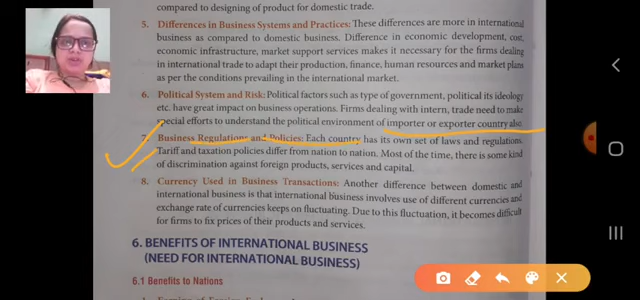 compared to designing of product for domestic trade.
5. Differences in Business Systems and Practices: These differences are more in international
business as compared to domestic business. Difference in economic development, cost,
economic infrastructure, market support services makes it necessary for the firms dealing
in international trade to adapt their production, finance, human resources and market plans
as per the conditions prevailing in the international market.
6. Political System and Risk: Political factors such as type of government, political its ideology
etc. have great impact on business operations. Firms dealing with intern, trade need to make
special efforts to understand the political environment of importer or exporter country also
7. Business Regulations and Policies: Each country has its own set of laws and regulations.
Tariff and taxation policies differ from nation to nation. Most of the time, there is some kind
of discrimination against foreign products, services and capital.
8. Currency Used in Business Transactions: Another difference between domestic and
international business is that international business involves use of different currencies and
exchange rate of currencies keeps on fluctuating. Due to this fluctuation, it becomes difficult
for firms to fix prices of their products and services.
6. BENEFITS OF INTERNATIONAL BUSINESS
(NEED FOR INTERNATIONAL BUSINESS)
6.1 Benefits to Nations